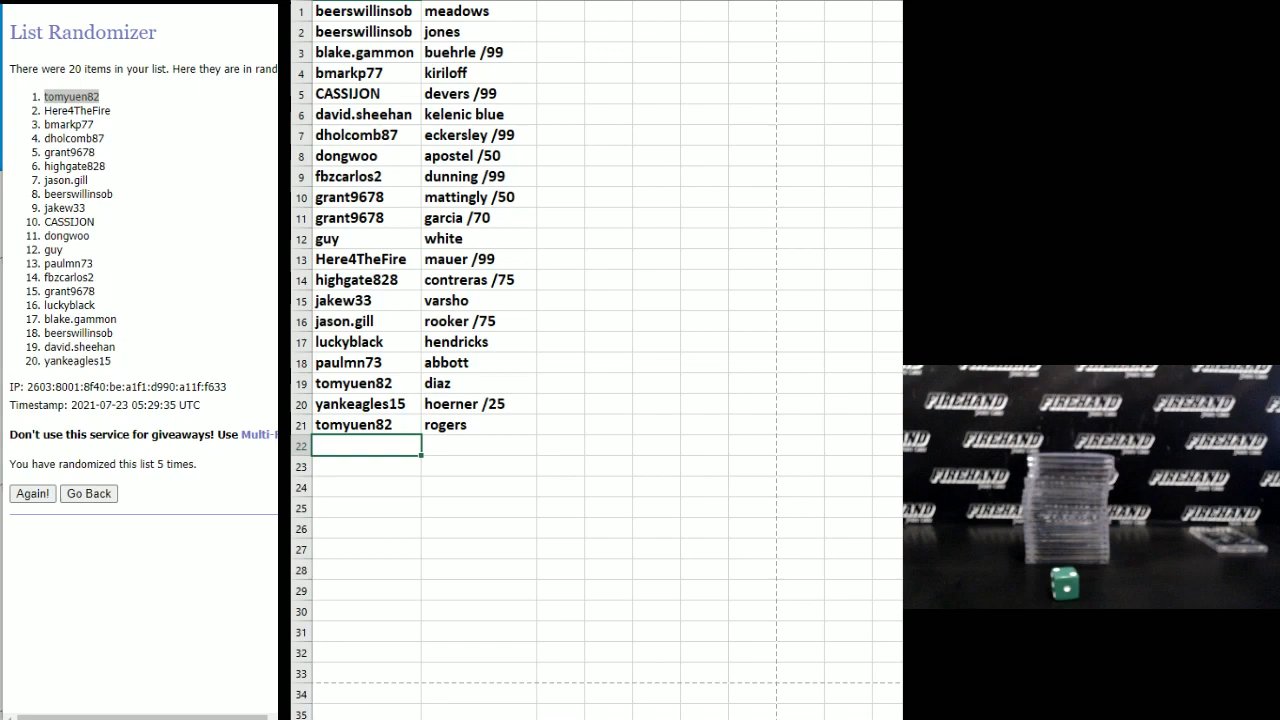 List Randomizer
There were 20 items in your list. Here they are in rand
1. tomyuen82
2. Here4TheFire
3. bmarkp77
4. dholcomb87
5. grant9678
6. highgate828
7. jason.gill
8. beerswillinsob
9. jakew33
10. CASSIJON
11. dongwoo
12. guy
13. paulmn73
14. fbzcarlos2
15. grant9678
16. luckyblack
17. blake.gammon
18. beerswillinsob
19. david.sheehan
20. yankeagles15
IP: 2603:8001:8f40:be:a1f1:d990:a11f:f633
Timestamp: 2021-07-23 05:29:35 UTC
Don't use this service for giveaways! Use Multi-
You have randomized this list 5 times.
Again! Go Back
1 beerswillinsob meadows
2 beerswillinsob jones
3 blake.gammon buehrle /99
4 bmarkp77 kiriloff
5 CASSIJON devers /99
6 david.sheehan kelenic blue
7 dholcomb87 eckersley /99
8 dongwoo apostel /50
9 fbzcarlos2 dunning /99
10 grant9678 mattingly /50
11 grant9678 garcia /70
12 guy white
13 Here4TheFire mauer /99
14 highgate828 contreras /75
15 jakew33 varsho
16 jason.gill rooker /75
17 luckyblack hendricks
18 paulmn73 abbott
19 tomyuen82 diaz
20 yankeagles15 hoerner /25
21 tomyuen82 rogers
22
23
24
25
26
27
28
29
30
31
32
33
34
35
FIREHAND FIREHAND FIREHAND
FIREHAND FIREHAND
FIREHAND FIREHAND
FIREHAND
FIREHAND FIREHAND